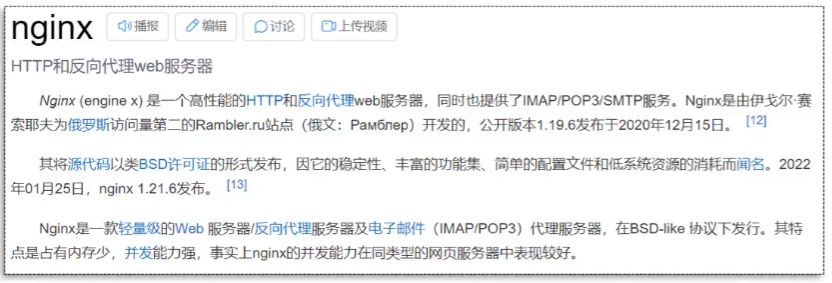 nginx 播报 编辑 讨论 上传视频
HTTP和反向代理web服务器
Nginx (engine x) 是一个高性能的HTTP和反向代理web服务器，同时也提供了IMAP/POP3/SMTP服务。Nginx是由伊戈尔·赛
索耶夫为俄罗斯访问量第二的Rambler.ru站点（俄文：Рамблер）开发的，公开版本1.19.6发布于2020年12月15日。 [12]
其将源代码以类BSD许可证的形式发布，因它的稳定性、丰富的功能集、简单的配置文件和低系统资源的消耗而闻名。2022
年01月25日，nginx 1.21.6发布。 [13]
Nginx是一款轻量级的Web 服务器/反向代理服务器及电子邮件（IMAP/POP3）代理服务器，在BSD-like 协议下发行。其特
点是占有内存少，并发能力强，事实上nginx的并发能力在同类型的网页服务器中表现较好。